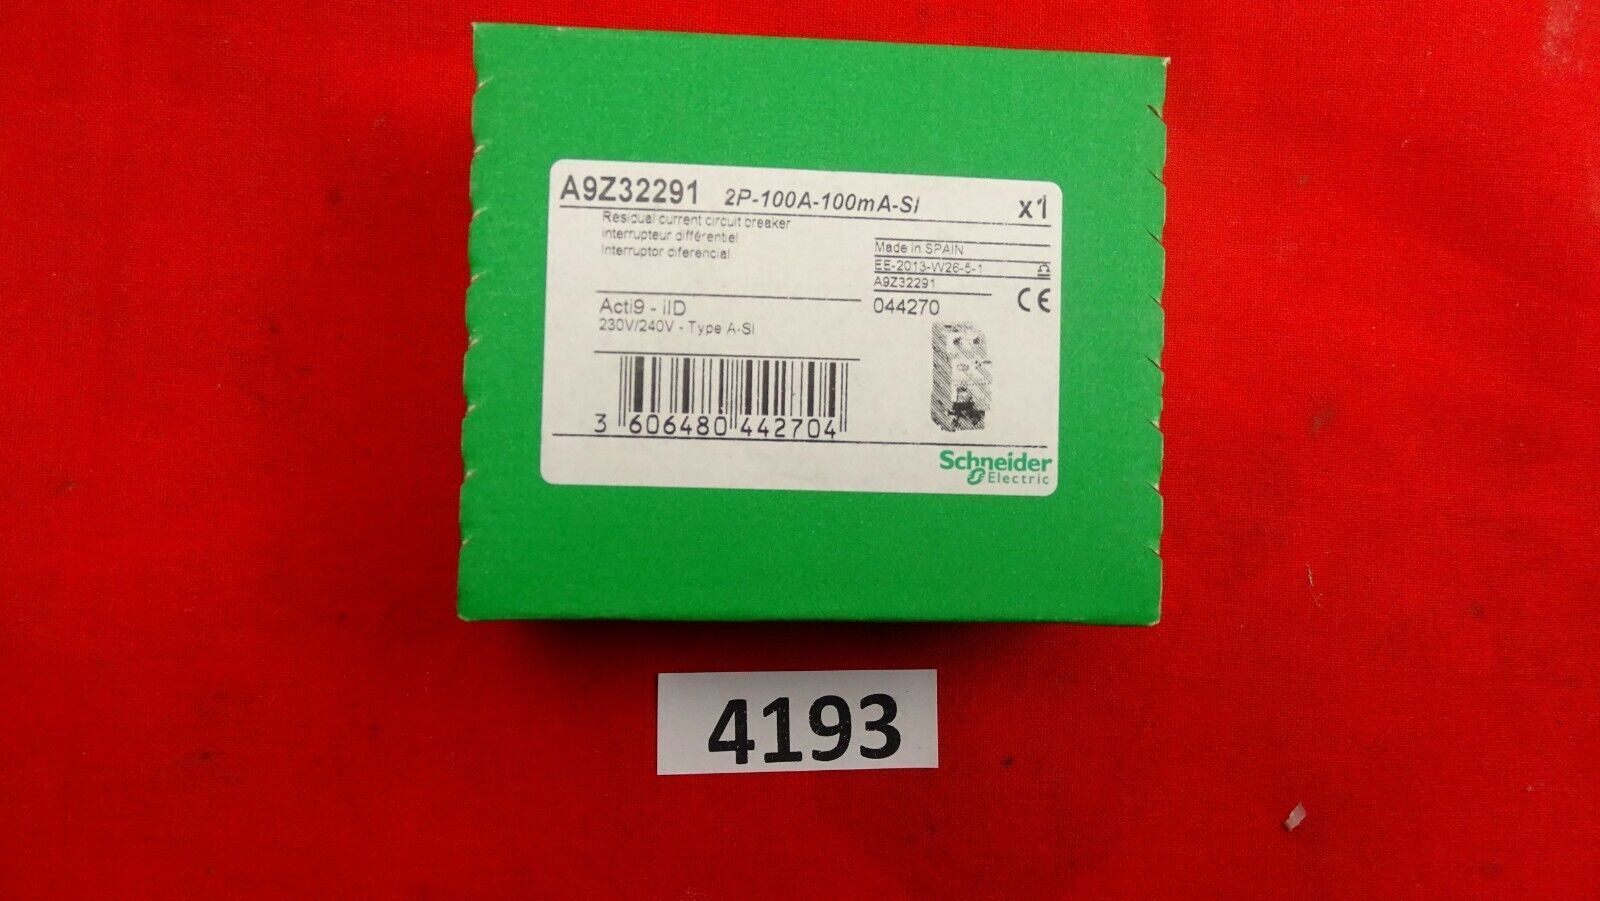 A9Z32291 2P-100A-100mA-SI x1
Residual current circuit breaker
Interrupteur différentiel
Interruptor diferencial
Made in SPAIN
EE-2013-W26-5-1
A9Z32291
044270
CE
Acti9 - iID
230V/240V - Type A-SI
3 606480 442704
Schneider
Electric
4193